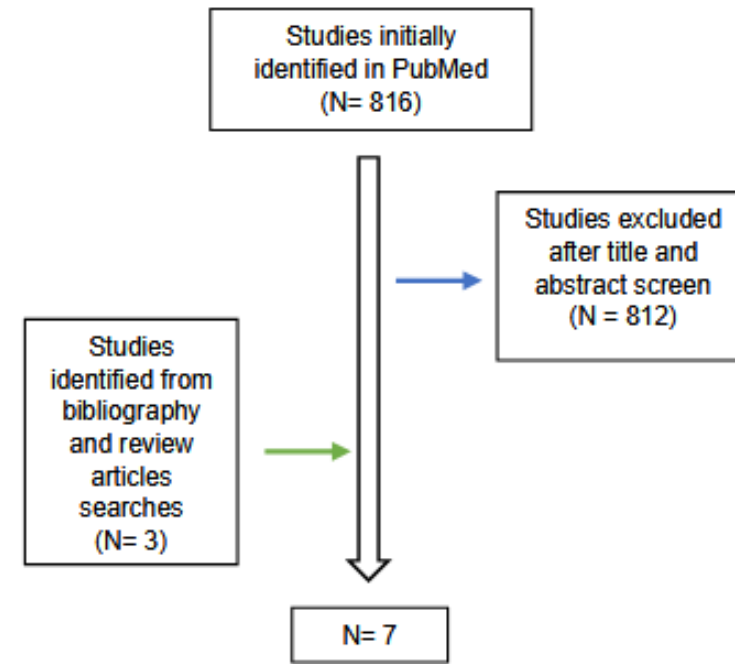 Studies initially
identified in PubMed
(N= 816)
Studies excluded
after title and
abstract screen
(N = 812)
Studies
identified from
bibliography
and review
articles
searches
(N= 3)
N= 7